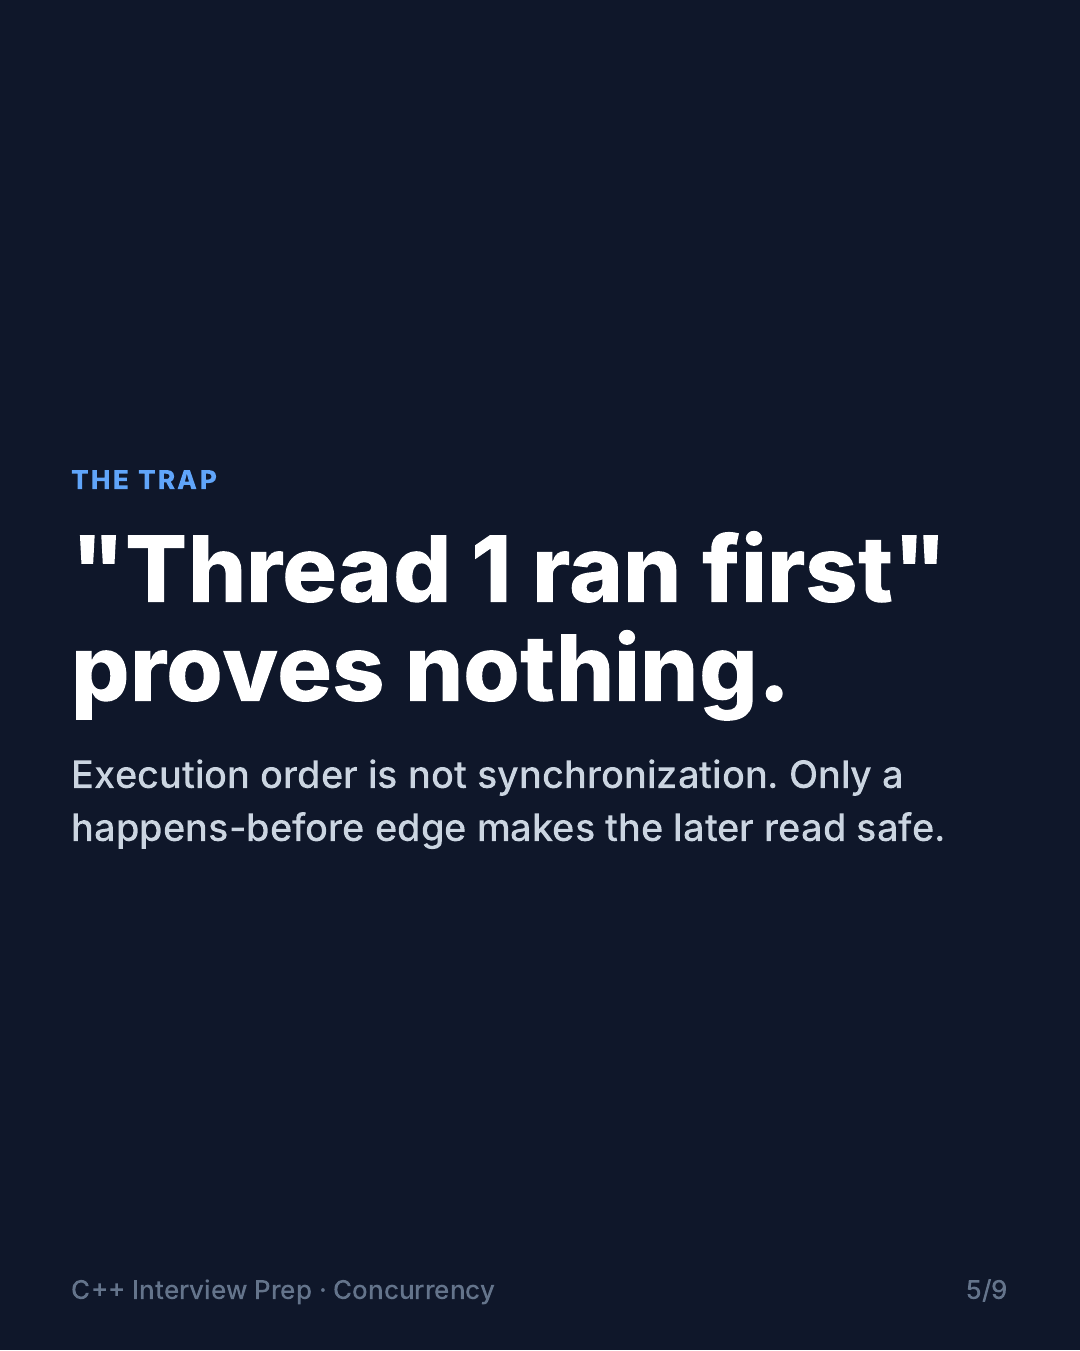 THE TRAP
"Thread 1 ran first"
proves nothing.
Execution order is not synchronization. Only a
happens-before edge makes the later read safe.
C++ Interview Prep · Concurrency
5/9